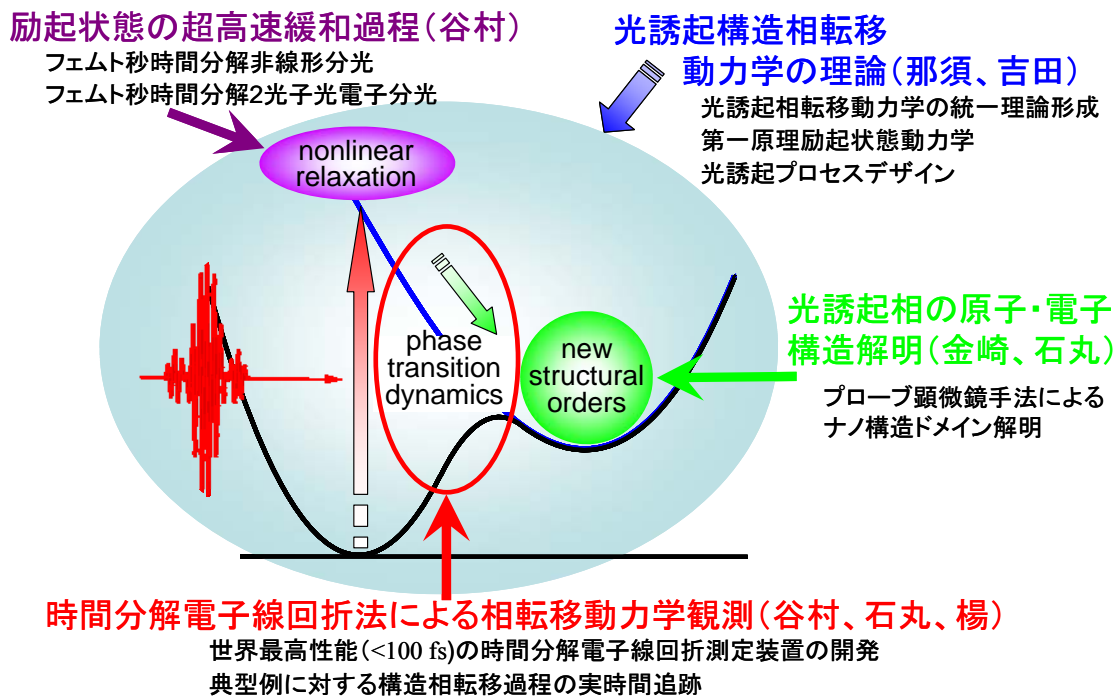 励起状態の超高速緩和過程(谷村)
フェムト秒時間分解非線形分光
フェムト秒時間分解2光子光電子分光
光誘起構造相転移
動力学の理論(那須、吉田)
光誘起相転移動力学の統一理論形成
第一原理励起状態動力学
光誘起プロセスデザイン
nonlinear
relaxation
phase
transition
dynamics
new
structural
orders
光誘起相の原子・電子
構造解明(金崎、石丸)
プローブ顕微鏡手法による
ナノ構造ドメイン解明
時間分解電子線回折法による相転移動力学観測(谷村、石丸、楊)
世界最高性能(<100 fs)の時間分解電子線回折測定装置の開発
典型例に対する構造相転移過程の実時間追跡